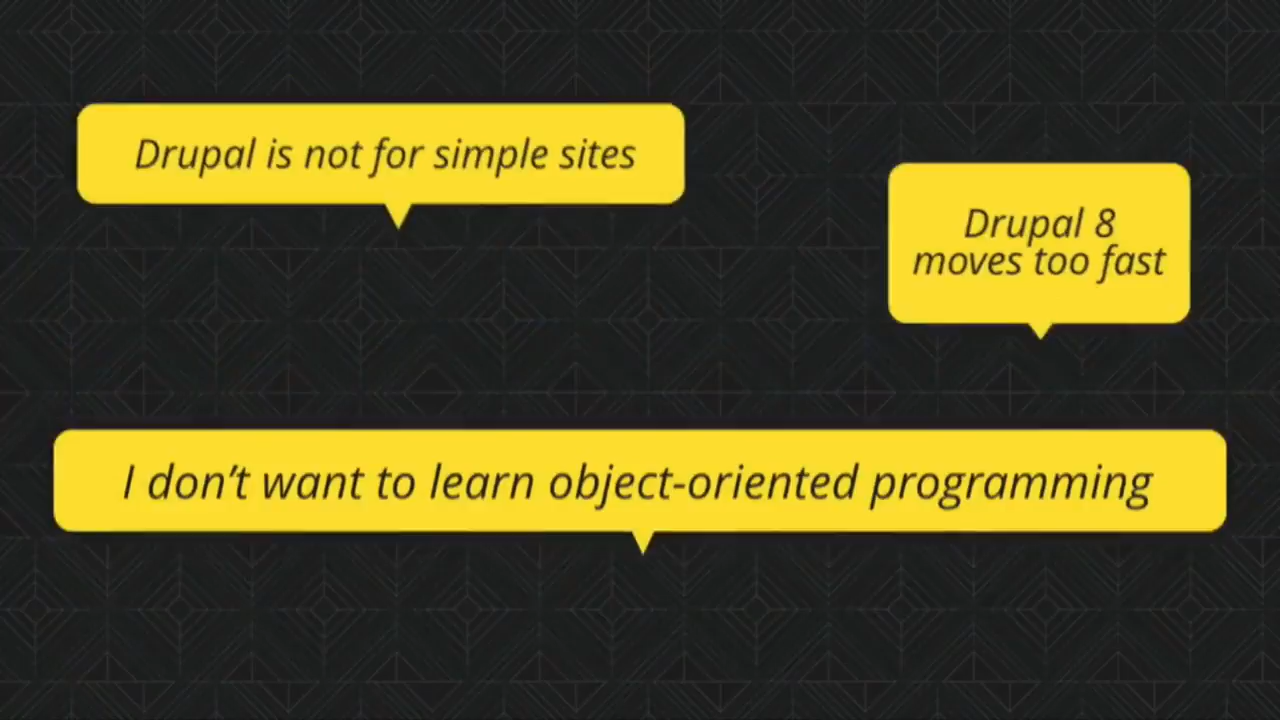 Drupal is not for simple sites
Drupal 8
moves too fast
I don’t want to learn object-oriented programming